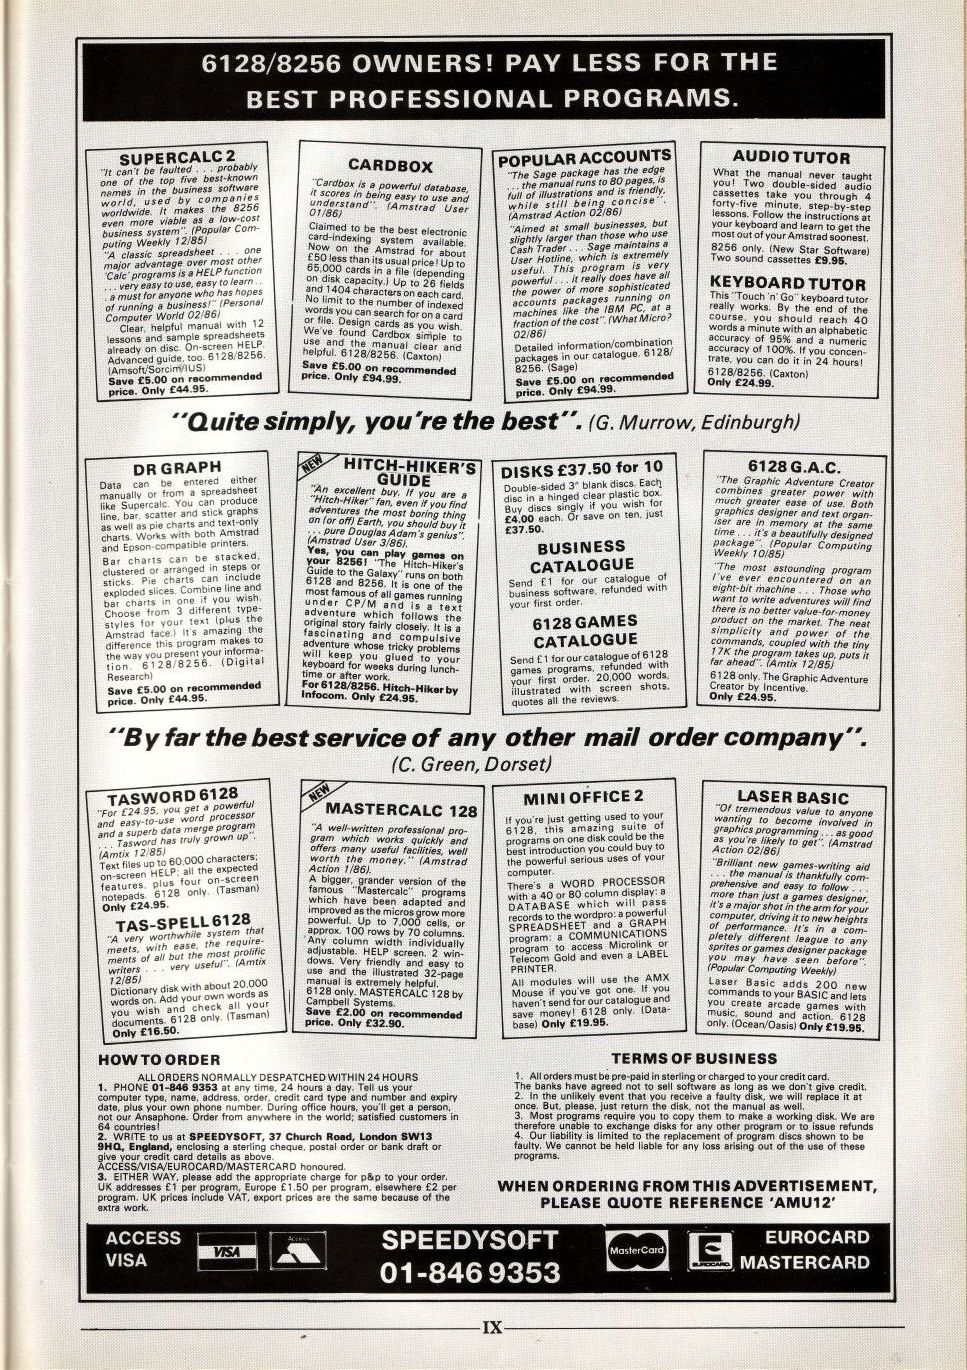 6128/8256 OWNERS! PAY LESS FOR THE
BEST PROFESSIONAL PROGRAMS.
SUPERCALC 2
"It can't be faulted . . . probably
one of the top five best-known
names in the business software
world, used by companies
worldwide. It makes the 8256
even more viable as a low-cost
business system". (Popular Com-
puting Weekly 12/85)
"A classic spreadsheet . . . one
major advantage over most other
'Calc' programs is a HELP function
. . . very easy to use, easy to learn . .
. a must for anyone who has hopes
of running a business!" (Personal
Computer World 02/86)
Clear, helpful manual with 12
lessons and sample spreadsheets
already on disc. On-screen HELP.
Advanced guide, too. 6128/8256.
(Amsoft/Sorcim/IUS)
Save £5.00 on recommended
price. Only £44.95.
CARDBOX
"Cardbox is a powerful database,
it scores in being easy to use and
understand". (Amstrad User
01/86)
Claimed to be the best electronic
card-indexing system available.
Now on the Amstrad for about
£50 less than its usual price! Up to
65,000 cards in a file (depending
on disk capacity.) Up to 26 fields
and 1404 characters on each card.
No limit to the number of indexed
words you can search for on a card
or file. Design cards as you wish.
We've found Cardbox simple to
use and the manual clear and
helpful. 6128/8256. (Caxton)
Save £5.00 on recommended
price. Only £94.99.
POPULAR ACCOUNTS
"The Sage package has the edge
. . . the manual runs to 80 pages, is
full of illustrations and is friendly,
while still being concise".
(Amstrad Action 02/86)
"Aimed at small businesses, but
slightly larger than those who use
Cash Trader . . . Sage maintains a
User Hotline, which is extremely
useful. This program is very
powerful . . . it really does have all
the power of more sophisticated
accounts packages running on
machines like the IBM PC, at a
fraction of the cost". (What Micro?
02/86)
Detailed information/combination
packages in our catalogue. 6128/
8256. (Sage)
Save £5.00 on recommended
price. Only £94.99.
AUDIO TUTOR
What the manual never taught
you! Two double-sided audio
cassettes take you through 4
forty-five minute, step-by-step
lessons. Follow the instructions at
your keyboard and learn to get the
most out of your Amstrad soonest.
8256 only. (New Star Software)
Two sound cassettes £9.95.
KEYBOARD TUTOR
This "Touch 'n' Go" keyboard tutor
really works. By the end of the
course, you should reach 40
words a minute with an alphabetic
accuracy of 95% and a numeric
accuracy of 100%. If you concen-
trate, you can do it in 24 hours!
6128/8256. (Caxton)
Only £24.99.
"Quite simply, you're the best". (G. Murrow, Edinburgh)
DR GRAPH
Data can be entered either
manually or from a spreadsheet
like Supercalc. You can produce
line, bar, scatter and stick graphs
as well as pie charts and text-only
charts. Works with both Amstrad
and Epson-compatible printers.
Bar charts can be stacked,
clustered or arranged in steps or
sticks. Pie charts can include
exploded slices. Combine line and
bar charts in one if you wish.
Choose from 3 different type-
styles for your text (plus the
Amstrad face.) It's amazing the
difference this program makes to
the way you present your informa-
tion. 6128/8256. (Digital
Research)
Save £5.00 on recommended
price. Only £44.95.
NEW
HITCH-HIKER'S
GUIDE
"An excellent buy. If you are a
"Hitch-Hiker" fan, even if you find
adventures the most boring thing
on (or off) Earth, you should buy it
. . . pure Douglas Adam's genius".
(Amstrad User 3/86).
Yes, you can play games on
your 8256! "The Hitch-Hiker's
Guide to the Galaxy" runs on both
6128 and 8256. It is one of the
most famous of all games running
under CP/M and is a text
adventure which follows the
original story fairly closely. It is a
fascinating and compulsive
adventure whose tricky problems
will keep you glued to your
keyboard for weeks during lunch-
time or after work.
For 6128/8256. Hitch-Hiker by
Infocom. Only £24.95.
DISKS £37.50 for 10
Double-sided 3" blank discs. Each
disc in a hinged clear plastic box.
Buy discs singly if you wish for
£4.00 each. Or save on ten, just
£37.50.
BUSINESS
CATALOGUE
Send £1 for our catalogue of
business software, refunded with
your first order.
6128 GAMES
CATALOGUE
Send £1 for our catalogue of 6128
games programs, refunded with
your first order. 20,000 words,
illustrated with screen shots,
quotes all the reviews.
6128 G.A.C.
"The Graphic Adventure Creator
combines greater power with
much greater ease of use. Both
graphics designer and text organ-
iser are in memory at the same
time . . . it's a beautifully designed
package". (Popular Computing
Weekly 10/85)
"The most astounding program
I've ever encountered on an
eight-bit machine . . . Those who
want to write adventures will find
there is no better value-for-money
product on the market. The neat
simplicity and power of the
commands, coupled with the tiny
17K the program takes up, puts it
far ahead". (Amtix 12/85)
6128 only. The Graphic Adventure
Creator by Incentive.
Only £24.95.
"By far the best service of any other mail order company".
(C. Green, Dorset)
TASWORD 6128
"For £24.95, you get a powerful
and easy-to-use word processor
and a superb data merge program
. . . Tasword has truly grown up".
(Amtix 12/85)
Text files up to 60,000 characters;
on-screen HELP; all the expected
features, plus four on-screen
notepads. 6128 only. (Tasman)
Only £24.95.
TAS-SPELL 6128
"A very worthwhile system that
meets, with ease, the require-
ments of all but the most prolific
writers . . . very useful". (Amtix
12/85)
Dictionary disk with about 20,000
words on. Add your own words as
you wish and check all your
documents. 6128 only. (Tasman)
Only £16.50.
NEW
MASTERCALC 128
"A well-written professional pro-
gram which works quickly and
offers many useful facilities, well
worth the money." (Amstrad
Action 1/86).
A bigger, grander version of the
famous "Mastercalc" programs
which have been adapted and
improved as the micros grow more
powerful. Up to 7,000 cells, or
approx. 100 rows by 70 columns.
Any column width individually
adjustable. HELP screen. 2 win-
dows. Very friendly and easy to
use and the illustrated 32-page
manual is extremely helpful.
6128 only. MASTERCALC 128 by
Campbell Systems.
Save £2.00 on recommended
price. Only £32.90.
MINI OFFICE 2
If you're just getting used to your
6128, this amazing suite of
programs on one disk could be the
best introduction you could buy to
the powerful serious uses of your
computer.
There's a WORD PROCESSOR
with a 40 or 80 column display: a
DATABASE which will pass
records to the wordpro: a powerful
SPREADSHEET and a GRAPH
program: a COMMUNICATIONS
program to access Microlink or
Telecom Gold and even a LABEL
PRINTER.
All modules will use the AMX
Mouse if you've got one. If you
haven't send for our catalogue and
save money! 6128 only. (Data-
base) Only £19.95.
LASER BASIC
"Of tremendous value to anyone
wanting to become involved in
graphics programming . . . as good
as you're likely to get". (Amstrad
Action 02/86)
"Brilliant new games-writing aid
. . . the manual is thankfully com-
prehensive and easy to follow . . .
more than just a games designer,
it's a major shot in the arm for your
computer, driving it to new heights
of performance. It's in a com-
pletely different league to any
sprites or games designer package
you may have seen before".
(Popular Computing Weekly)
Laser Basic adds 200 new
commands to your BASIC and lets
you create arcade games with
music, sound and action. 6128
only. (Ocean/Oasis) Only £19.95.
HOW TO ORDER
ALL ORDERS NORMALLY DESPATCHED WITHIN 24 HOURS
1. PHONE 01-846 9353 at any time, 24 hours a day. Tell us your
computer type, name, address, order, credit card type and number and expiry
date, plus your own phone number. During office hours, you'll get a person,
not our Ansaphone. Order from anywhere in the world; satisfied customers in
64 countries!
2. WRITE to us at SPEEDYSOFT, 37 Church Road, London SW13
9HQ, England, enclosing a sterling cheque, postal order or bank draft or
give your credit card details as above.
ACCESS/VISA/EUROCARD/MASTERCARD honoured.
3. EITHER WAY, please add the appropriate charge for p&p to your order.
UK addresses £1 per program, Europe £1.50 per program, elsewhere £2 per
program. UK prices include VAT, export prices are the same because of the
extra work.
TERMS OF BUSINESS
1. All orders must be pre-paid in sterling or charged to your credit card.
The banks have agreed not to sell software as long as we don't give credit.
2. In the unlikely event that you receive a faulty disk, we will replace it at
once. But, please, just return the disk, not the manual as well.
3. Most programs require you to copy them to make a working disk. We are
therefore unable to exchange disks for any other program or to issue refunds
4. Our liability is limited to the replacement of program discs shown to be
faulty. We cannot be held liable for any loss arising out of the use of these
programs.
WHEN ORDERING FROM THIS ADVERTISEMENT,
PLEASE QUOTE REFERENCE 'AMU12'
ACCESS
VISA
VISA
Access
SPEEDYSOFT
01-846 9353
MasterCard
EUROCARD
EUROCARD
MASTERCARD
IX